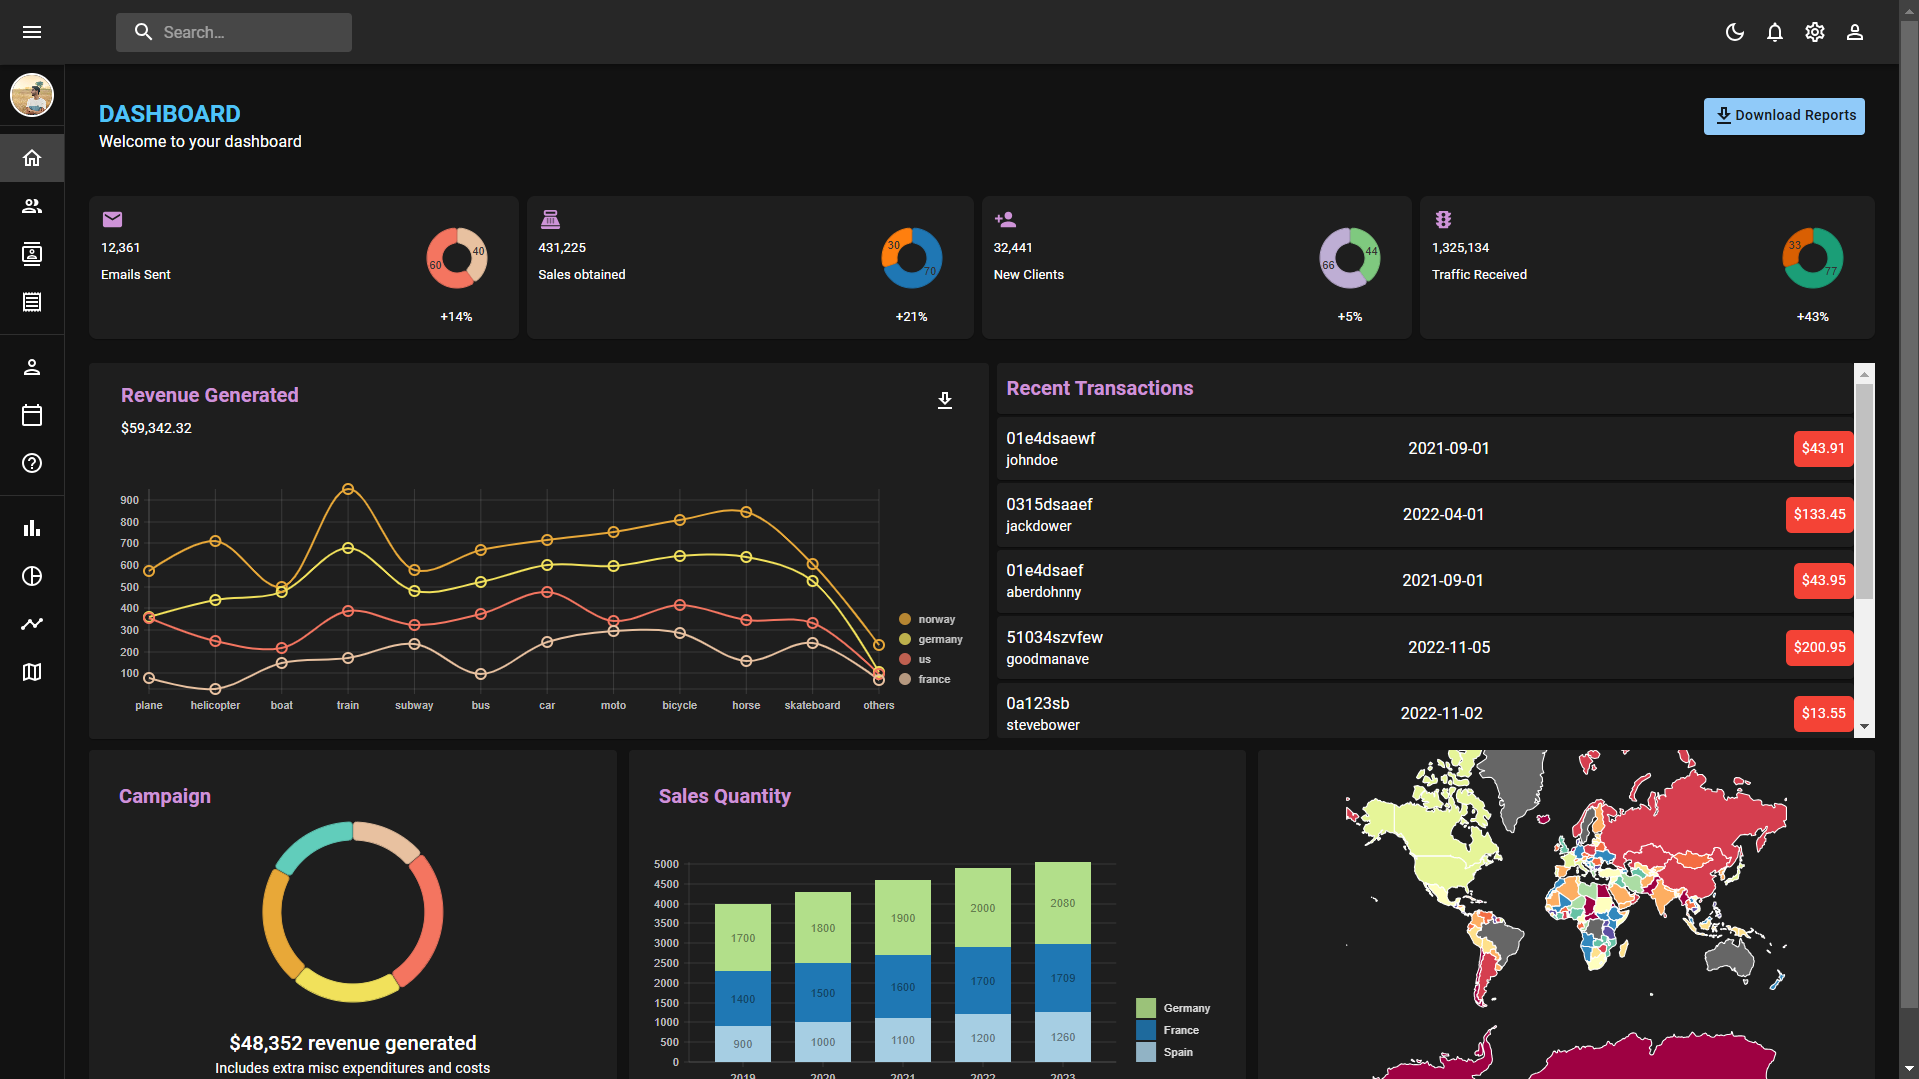 Search...
DASHBOARD
Welcome to your dashboard
Download Reports
12,361
Emails Sent
60
40
+14%
431,225
Sales obtained
30
70
+21%
32,441
New Clients
66
44
+5%
1,325,134
Traffic Received
33
77
+43%
Revenue Generated
$59,342.32
900
800
700
600
500
400
300
200
100
plane helicopter boat train subway bus car moto bicycle horse skateboard others
norway
germany
us
france
Recent Transactions
01e4dsaewf
johndoe
2021-09-01
$43.91
0315dsaaef
jackdower
2022-04-01
$133.45
01e4dsaef
aberdohnny
2021-09-01
$43.95
51034szvfew
goodmanave
2022-11-05
$200.95
0a123sb
stevebower
2022-11-02
$13.55
Campaign
$48,352 revenue generated
Includes extra misc expenditures and costs
Sales Quantity
5000
4500
4000
3500
3000
2500
2000
1500
1000
500
0
1700 1800 1900 2000 2080
1400 1500 1600 1700 1709
900 1000 1100 1200 1260
2019 2020 2021 2022 2023
Germany
France
Spain